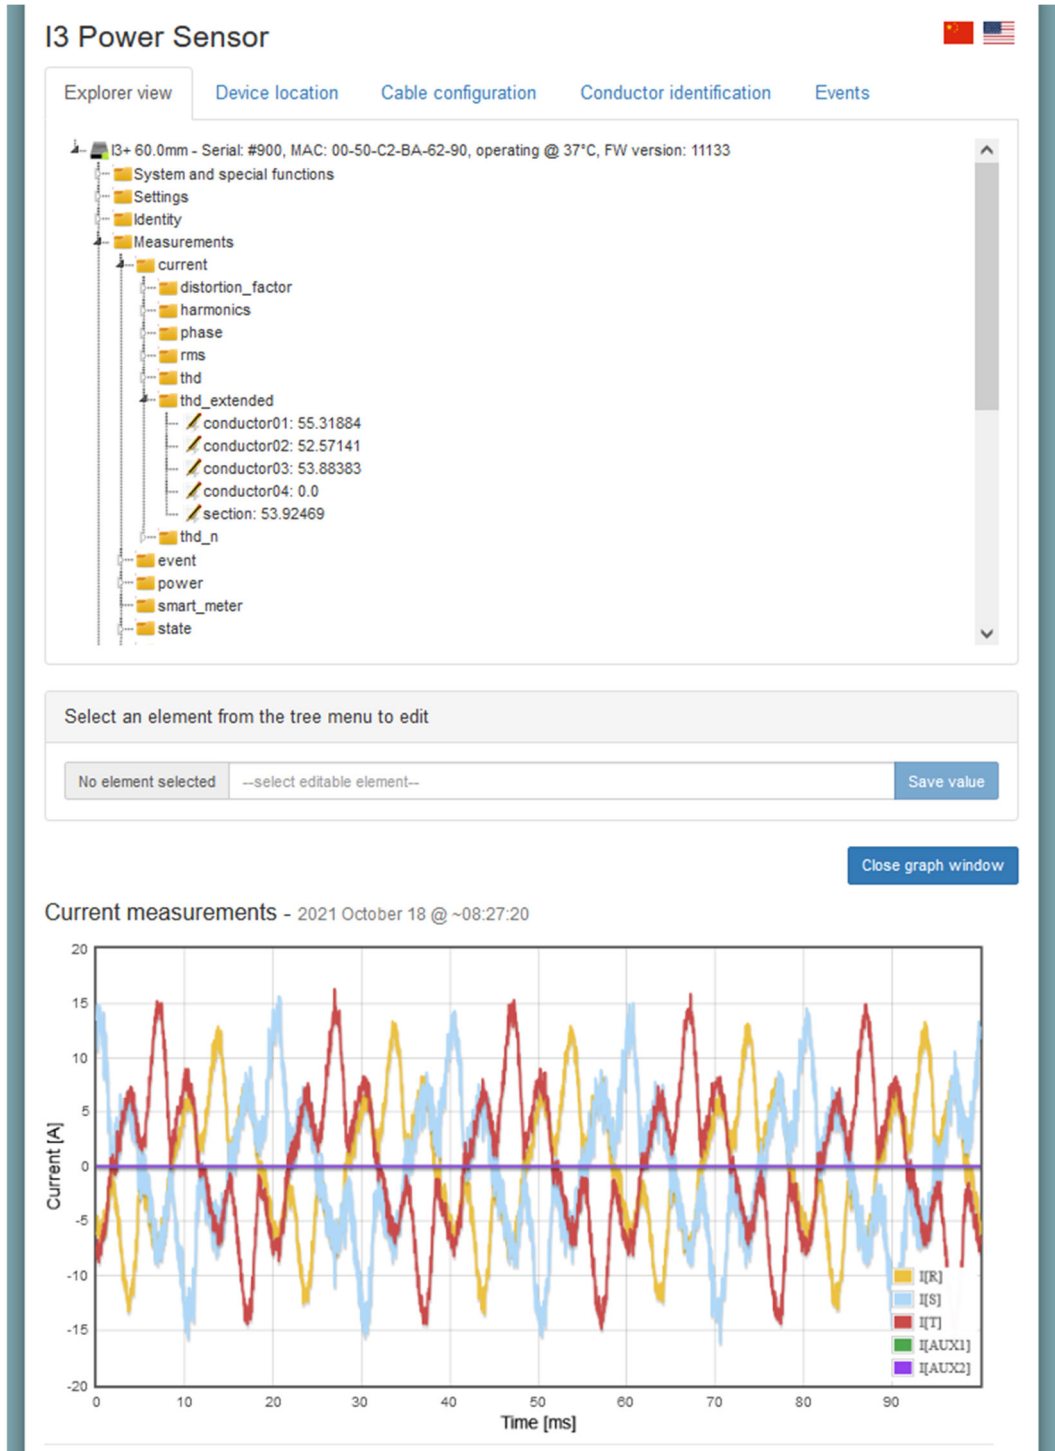 I3 Power Sensor
Explorer view Device location Cable configuration Conductor identification Events
I3+ 60.0mm - Serial: #900, MAC: 00-50-C2-BA-62-90, operating @ 37°C, FW version: 11133
System and special functions
Settings
Identity
Measurements
current
distortion_factor
harmonics
phase
rms
thd
thd_extended
conductor01: 55.31884
conductor02: 52.57141
conductor03: 53.88383
conductor04: 0.0
section: 53.92469
thd_n
event
power
smart_meter
state
Select an element from the tree menu to edit
No element selected --select editable element-- Save value
Close graph window
Current measurements - 2021 October 18 @ ~08:27:20
20
15
10
5
0
-5
-10
-15
-20
Current [A]
I[R]
I[S]
I[T]
I[AUX1]
I[AUX2]
0 10 20 30 40 50 60 70 80 90
Time [ms]